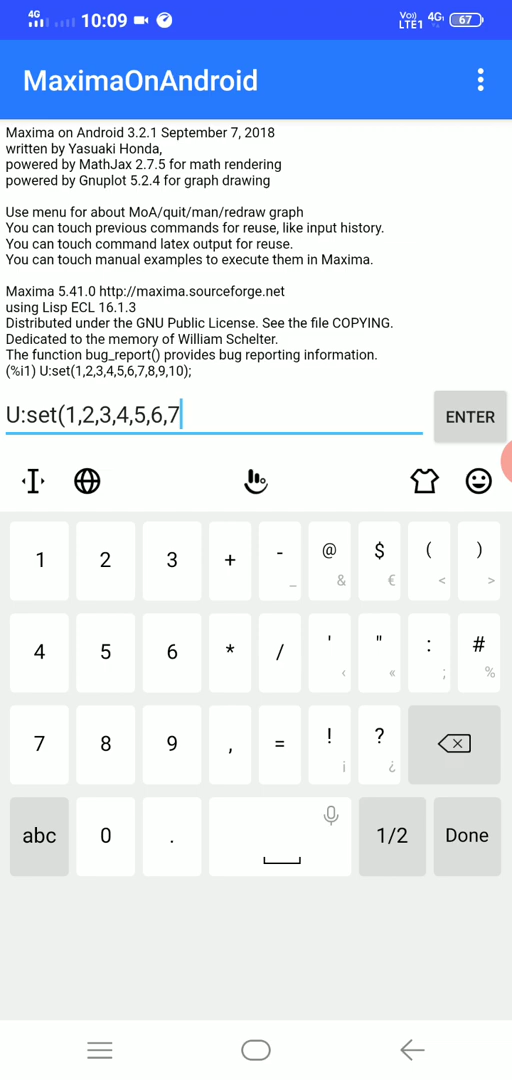 4G
10:09
Vo))
LTE1
4G
67
MaximaOnAndroid
Maxima on Android 3.2.1 September 7, 2018
written by Yasuaki Honda,
powered by MathJax 2.7.5 for math rendering
powered by Gnuplot 5.2.4 for graph drawing
Use menu for about MoA/quit/man/redraw graph
You can touch previous commands for reuse, like input history.
You can touch command latex output for reuse.
You can touch manual examples to execute them in Maxima.
Maxima 5.41.0 http://maxima.sourceforge.net
using Lisp ECL 16.1.3
Distributed under the GNU Public License. See the file COPYING.
Dedicated to the memory of William Schelter.
The function bug_report() provides bug reporting information.
(%i1) U:set(1,2,3,4,5,6,7,8,9,10);
U:set(1,2,3,4,5,6,7
ENTER
1 2 3 + - _ @ & $ € ( < ) >
4 5 6 * / ' ‹ " « : ; # %
7 8 9 , = ! ¡ ? ¿
abc 0 . 1/2 Done